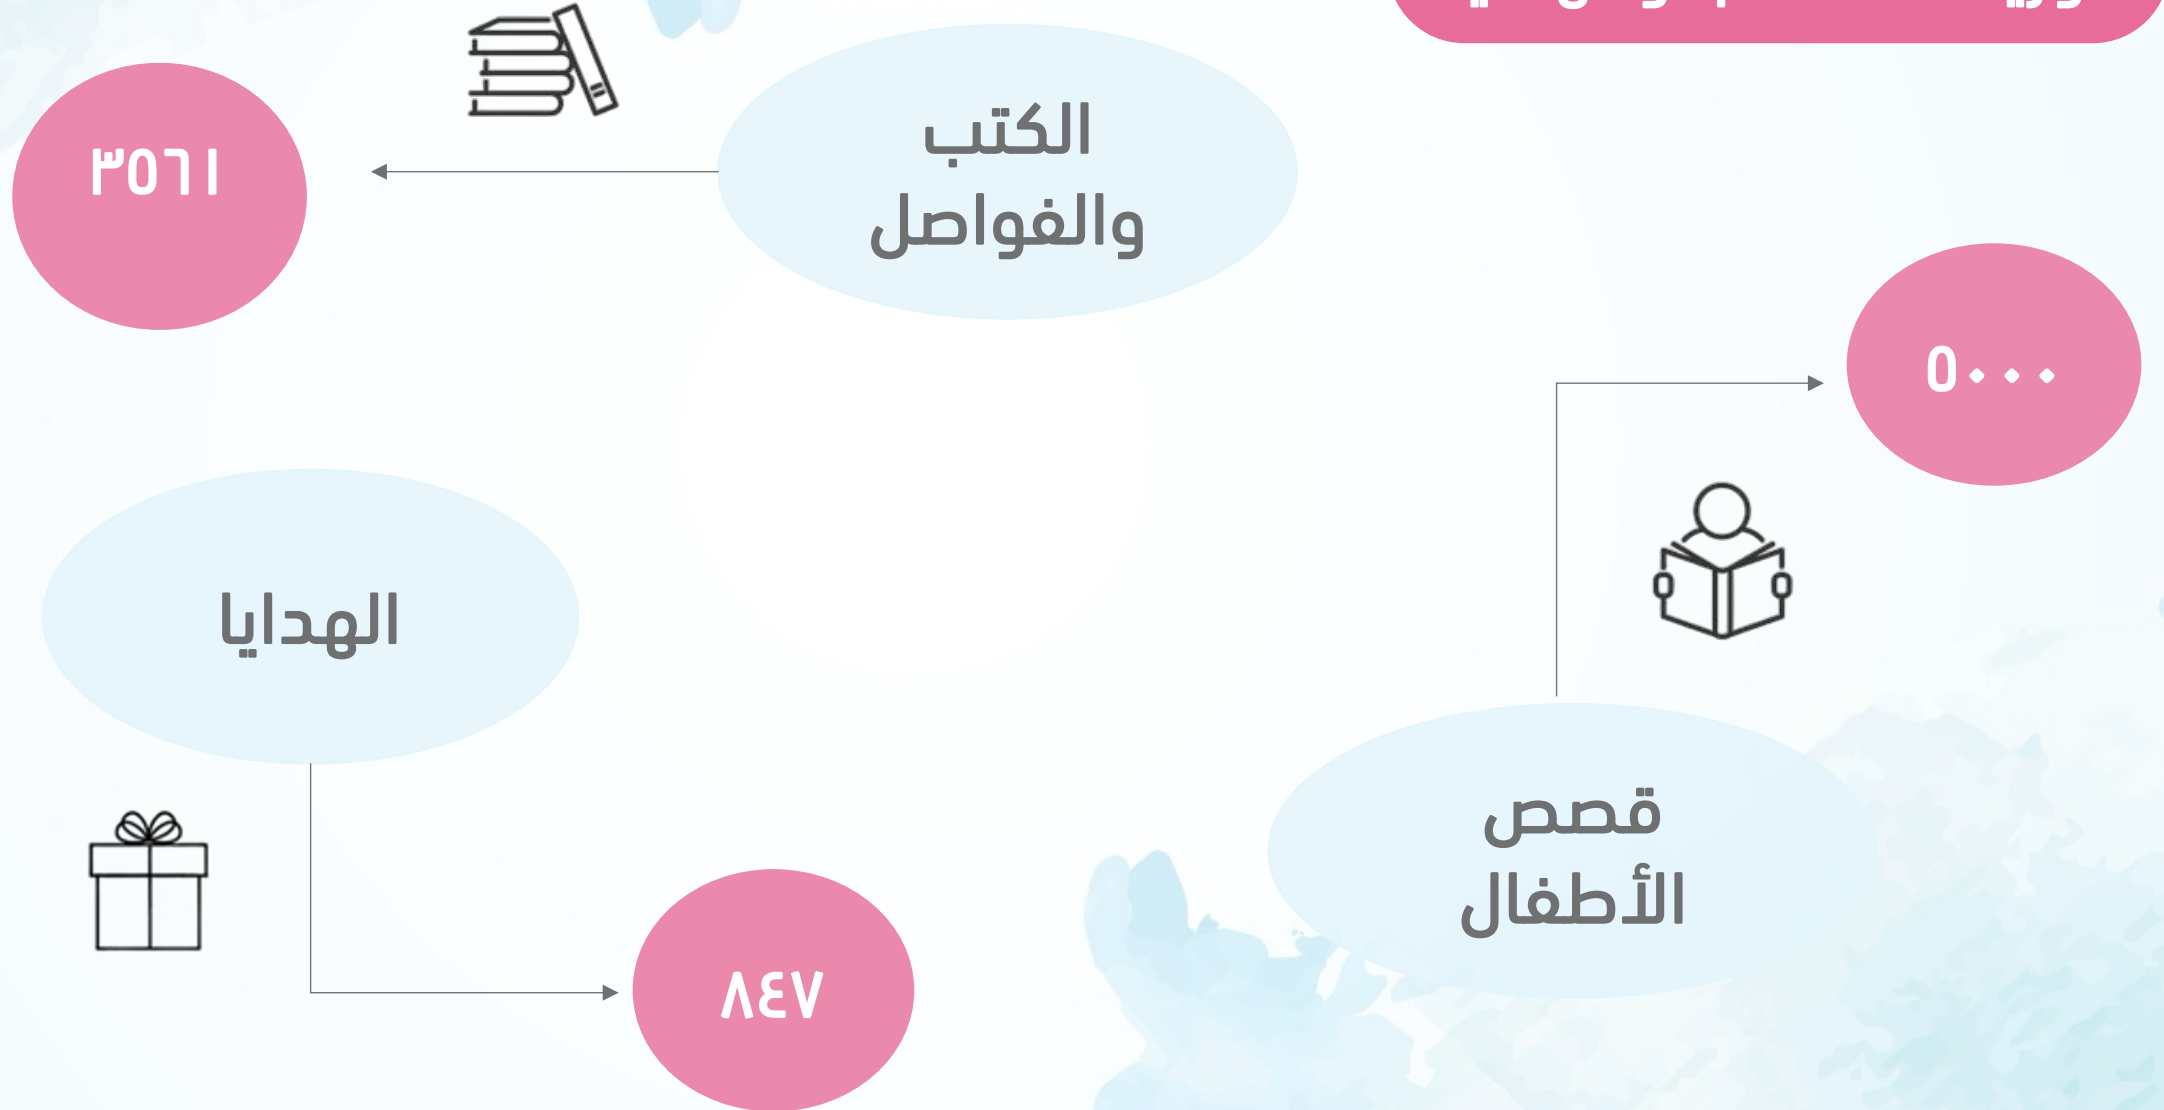 الكتب
والفواصل
٣٥٦١
٥٠٠٠
الهدايا
قصص
الأطفال
٨٤٧